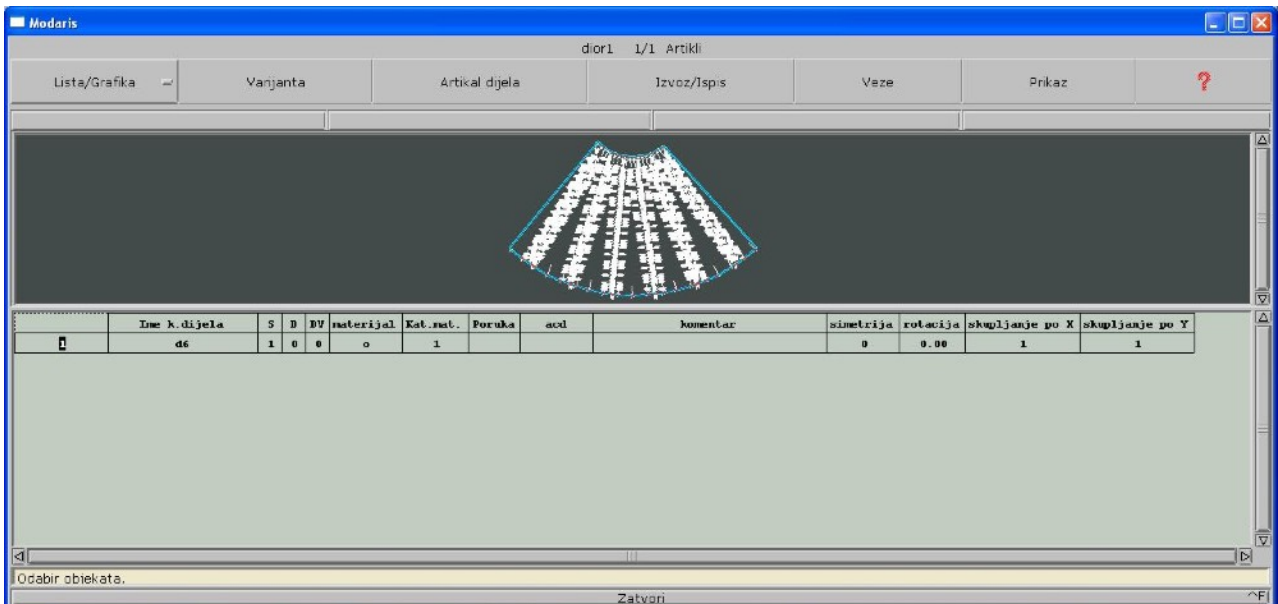 Modaris
dior1 1/1 Artikli
Lista/Grafika Varijanta Artikal dijela Izvoz/Ispis Veze Prikaz ?
Ime k.dijela S D DV materijal Kat.mat. Poruka acd komentar simetrija rotacija skupljanje po X skupljanje po Y
1 d6 1 0 0 o 1 0 0.00 1 1
Odabir objekata.
Zatvori ^F